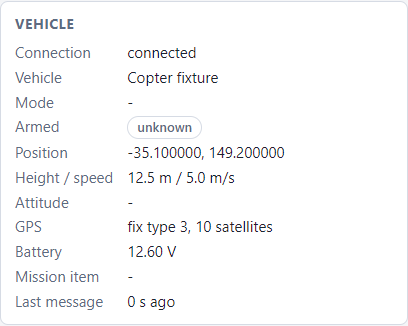 VEHICLE
Connection connected
Vehicle Copter fixture
Mode -
Armed unknown
Position -35.100000, 149.200000
Height / speed 12.5 m / 5.0 m/s
Attitude -
GPS fix type 3, 10 satellites
Battery 12.60 V
Mission item -
Last message 0 s ago